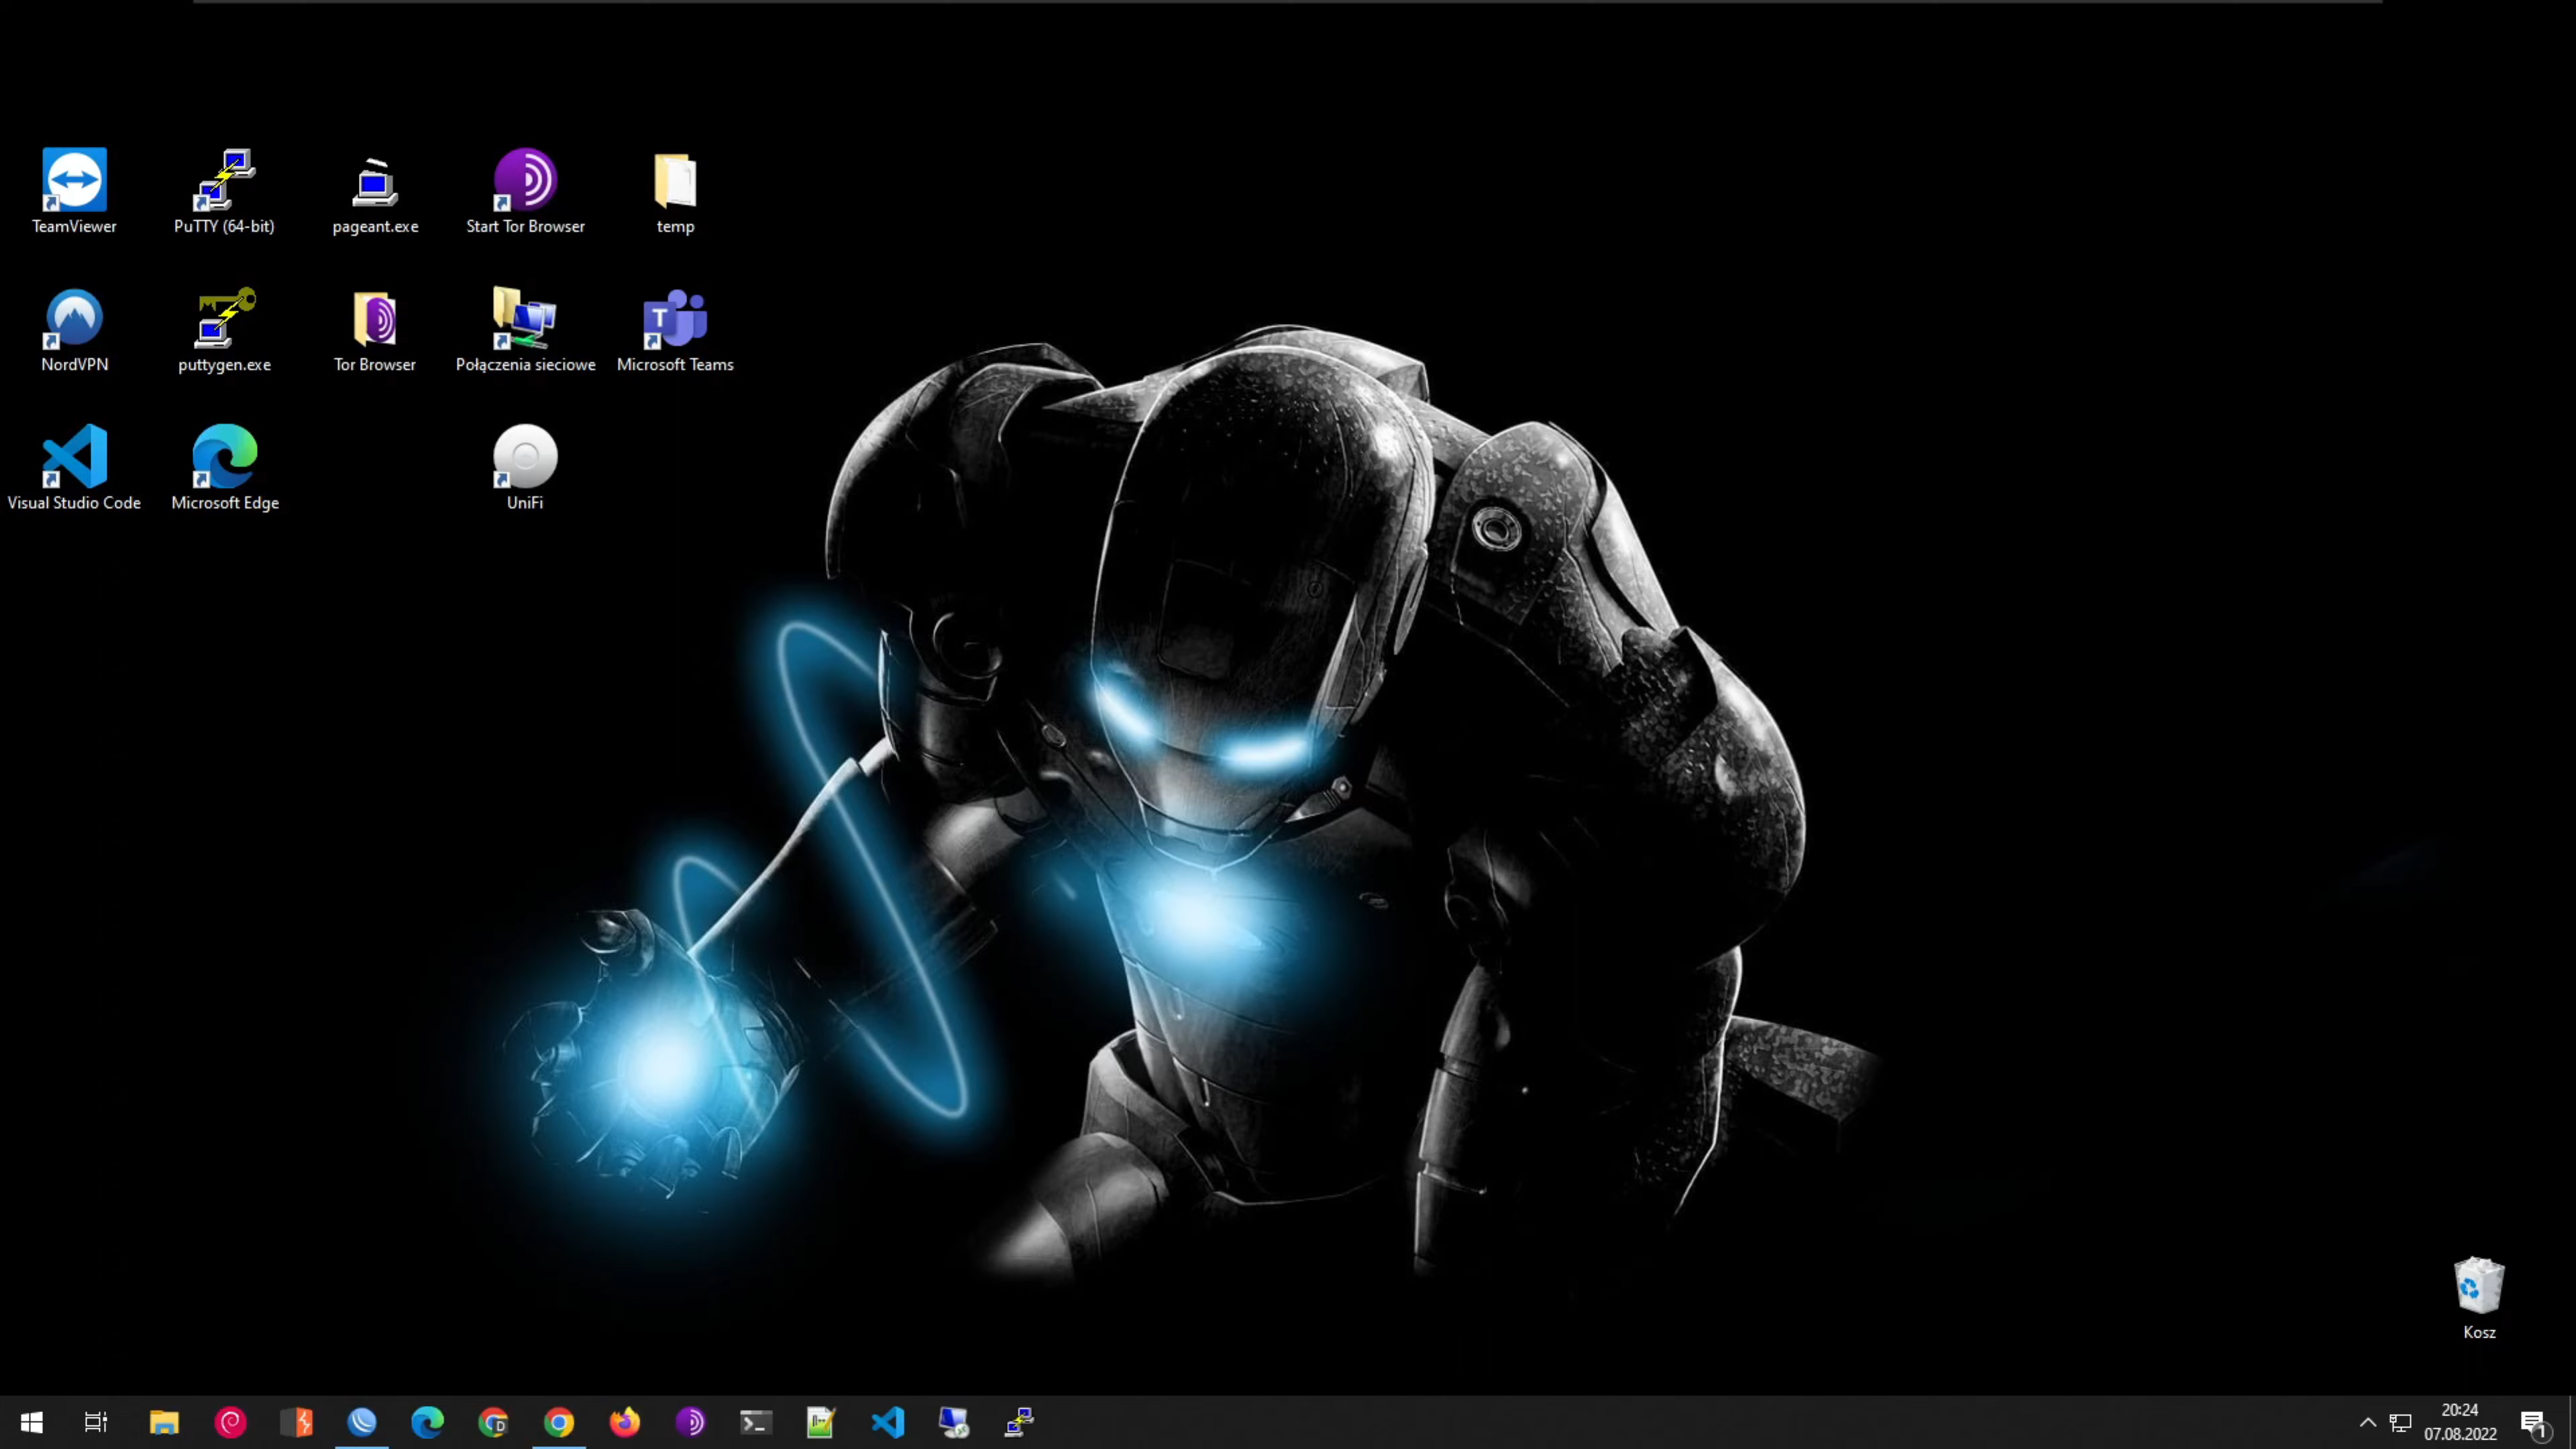 TeamViewer
PuTTY (64-bit)
pageant.exe
Start Tor Browser
temp
NordVPN
puttygen.exe
Tor Browser
Połączenia sieciowe
Microsoft Teams
Visual Studio Code
Microsoft Edge
UniFi
Kosz
20:24
07.08.2022
1